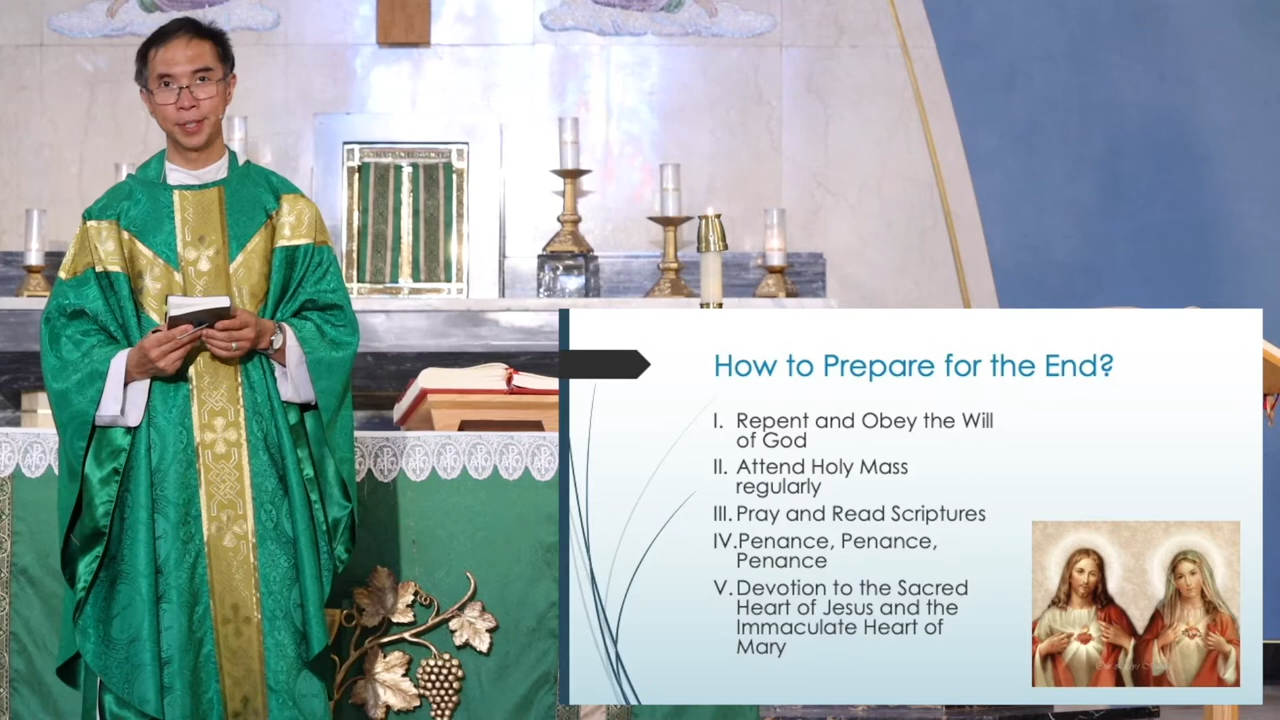 How to Prepare for the End?
I. Repent and Obey the Will
of God
II. Attend Holy Mass
regularly
III. Pray and Read Scriptures
IV. Penance, Penance,
Penance
V. Devotion to the Sacred
Heart of Jesus and the
Immaculate Heart of
Mary